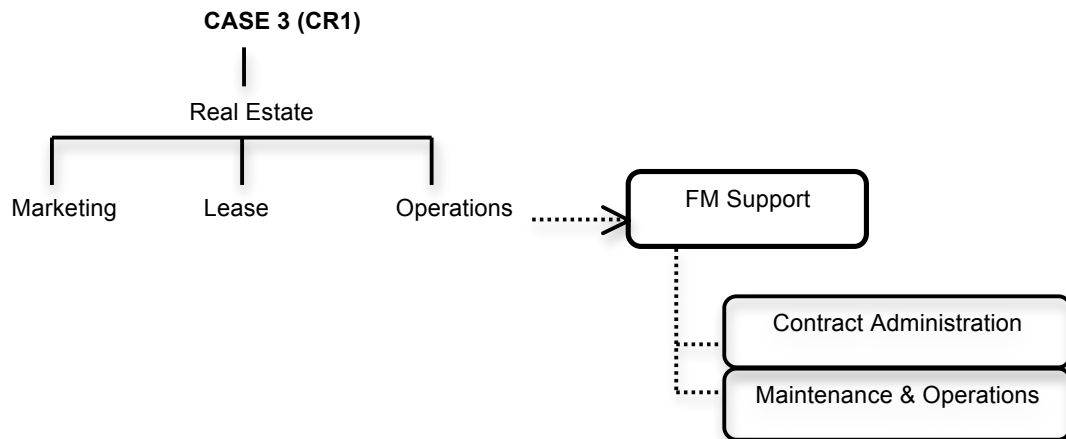 CASE 3 (CR1)
Real Estate
Marketing
Lease
Operations
FM Support
Contract Administration
Maintenance & Operations